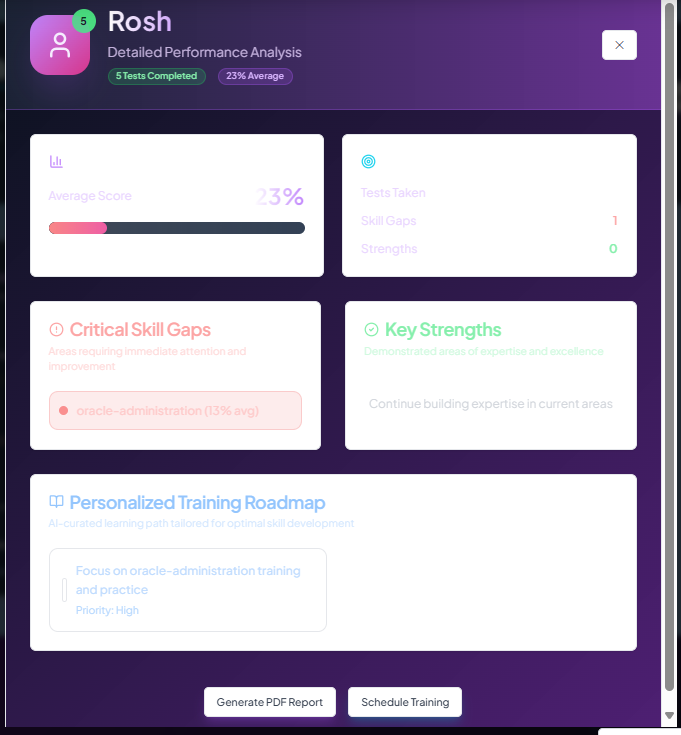 5
Rosh
Detailed Performance Analysis
5 Tests Completed
23% Average
Average Score
23%
Tests Taken
Skill Gaps
1
Strengths
0
Critical Skill Gaps
Areas requiring immediate attention and
improvement
oracle-administration (13% avg)
Key Strengths
Demonstrated areas of expertise and excellence
Continue building expertise in current areas
Personalized Training Roadmap
AI-curated learning path tailored for optimal skill development
Focus on oracle-administration training
and practice
Priority: High
Generate PDF Report
Schedule Training